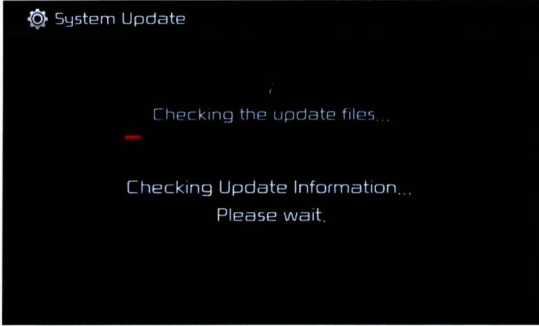 System Update
Checking the update files...
Checking Update Information...
Please wait.